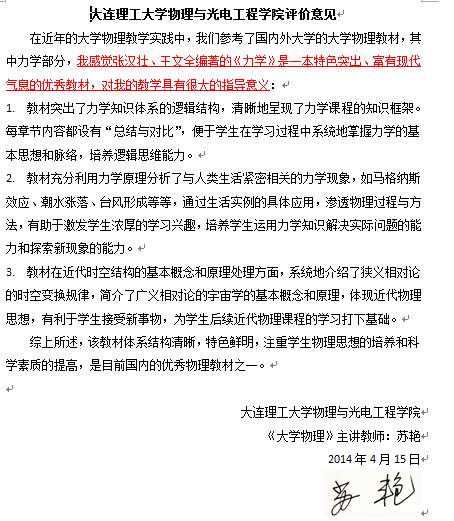 大连理工大学物理与光电工程学院评价意见
在近年的大学物理教学实践中，我们参考了国内外大学的大学物理教材，其
中力学部分，我感觉张汉壮、王文全编著的《力学》是一本特色突出、富有现代
气息的优秀教材，对我的教学具有很大的指导意义：
1. 教材突出了力学知识体系的逻辑结构，清晰地呈现了力学课程的知识框架。
每章节内容都设有“总结与对比”，便于学生在学习过程中系统地掌握力学的基
本思想和脉络，培养逻辑思维能力。
2. 教材充分利用力学原理分析了与人类生活紧密相关的力学现象，如马格纳斯
效应、潮水涨落、台风形成等等，通过生活实例的具体应用，渗透物理过程与方
法，有助于激发学生浓厚的学习兴趣，培养学生运用力学知识解决实际问题的能
力和探索新现象的能力。
3. 教材在近代时空结构的基本概念和原理处理方面，系统地介绍了狭义相对论
的时空变换规律，简介了广义相对论的宇宙学的基本概念和原理，体现近代物理
思想，有利于学生接受新事物，为学生后续近代物理课程的学习打下基础。
综上所述，该教材体系结构清晰，特色鲜明，注重学生物理思想的培养和科
学素质的提高，是目前国内的优秀物理教材之一。
大连理工大学物理与光电工程学院
《大学物理》主讲教师：苏艳
2014 年 4 月 15 日
苏 艳